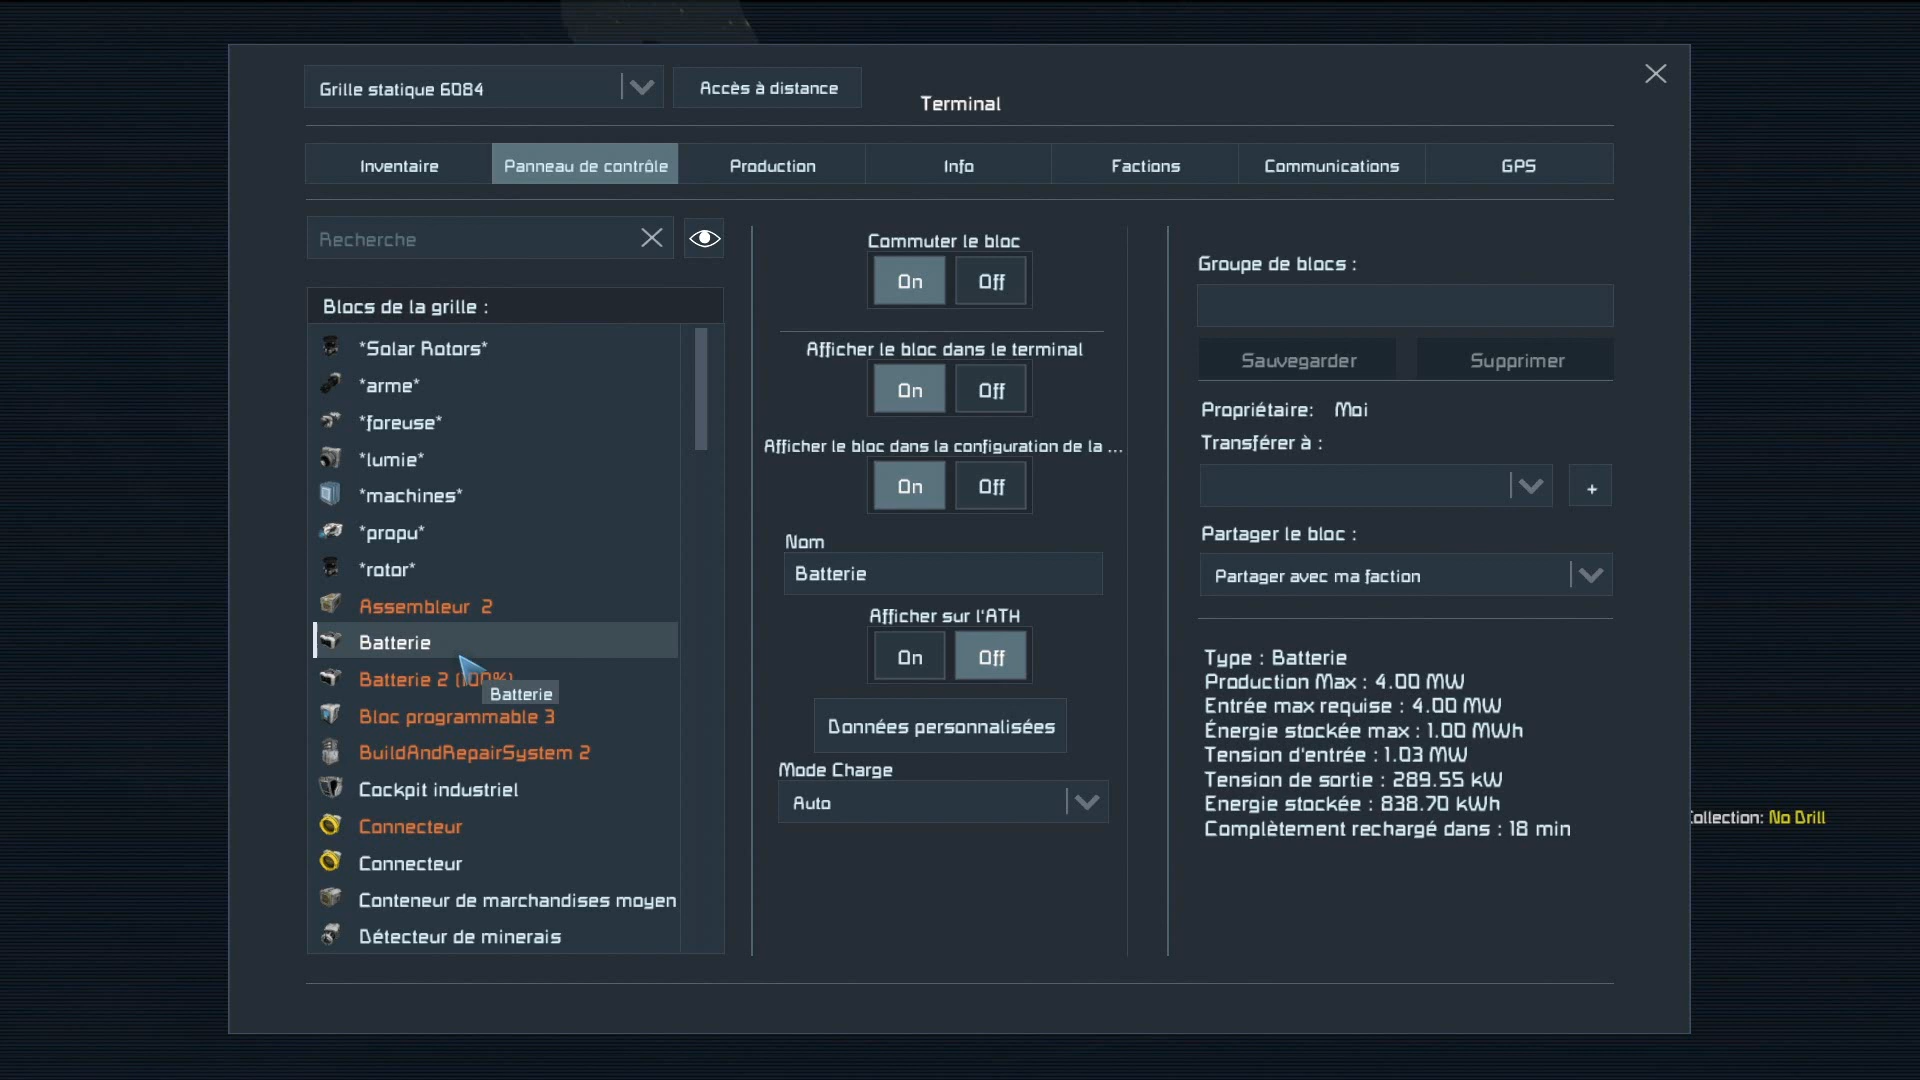 Grille statique 6084
Accès à distance
Terminal
Inventaire
Panneau de contrôle
Production
Info
Factions
Communications
GPS
Recherche
Blocs de la grille :
*Solar Rotors*
*arme*
*foreuse*
*lumie*
*machines*
*propu*
*rotor*
Assembleur 2
Batterie
Batterie 2 (100%)
Batterie
Bloc programmable 3
BuildAndRepairSystem 2
Cockpit industriel
Connecteur
Connecteur
Conteneur de marchandises moyen
Détecteur de minerais
Commuter le bloc
On Off
Afficher le bloc dans le terminal
On Off
Afficher le bloc dans la configuration de la ...
On Off
Nom
Batterie
Afficher sur l'ATH
On Off
Données personnalisées
Mode Charge
Auto
Groupe de blocs :
Sauvegarder
Supprimer
Propriétaire: Moi
Transférer à :
+
Partager le bloc :
Partager avec ma faction
Type : Batterie
Production Max : 4.00 MW
Entrée max requise : 4.00 MW
Énergie stockée max : 1.00 MWh
Tension d'entrée : 1.03 MW
Tension de sortie : 289.55 kW
Energie stockée : 838.70 kWh
Complètement rechargé dans : 18 min
ollection: No Drill